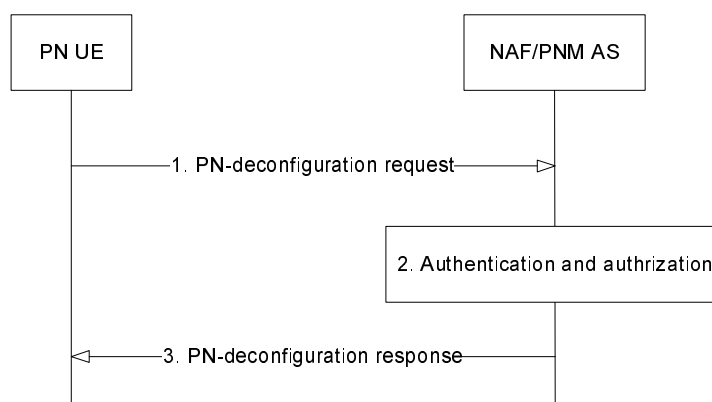 PN UE
NAF/PNM AS
1. PN-deconfiguration request
2. Authentication and authrization
3. PN-deconfiguration response